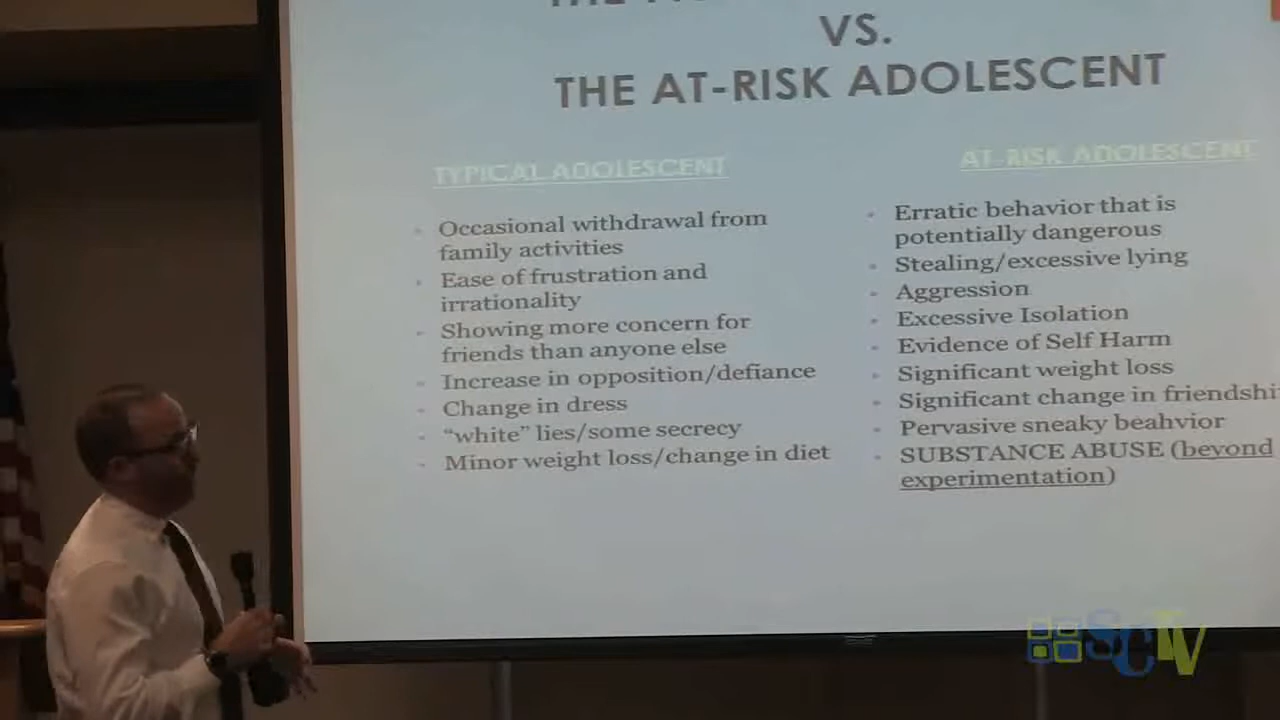 VS.
THE AT-RISK ADOLESCENT
TYPICAL ADOLESCENT
Occasional withdrawal from
family activities
Ease of frustration and
irrationality
Showing more concern for
friends than anyone else
Increase in opposition/defiance
Change in dress
“white” lies/some secrecy
Minor weight loss/change in diet
AT-RISK ADOLESCENT
Erratic behavior that is
potentially dangerous
Stealing/excessive lying
Aggression
Excessive Isolation
Evidence of Self Harm
Significant weight loss
Significant change in
Pervasive sneaky beahvior
SUBSTANCE ABUSE (beyond
experimentation)
SCTV